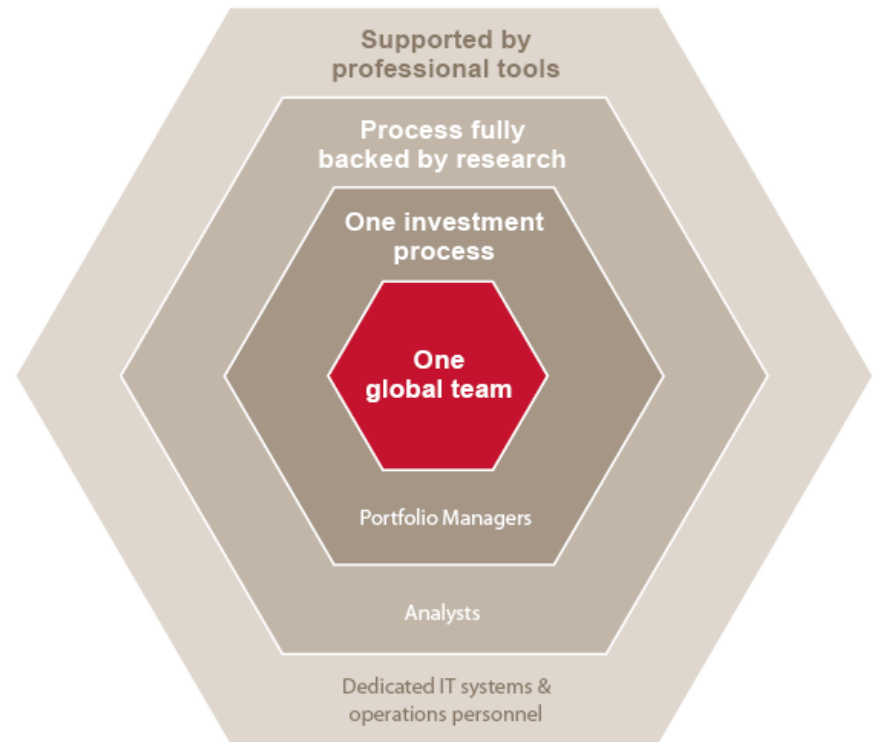 Supported by
professional tools
Process fully
backed by research
One investment
process
One
global team
Portfolio Managers
Analysts
Dedicated IT systems &
operations personnel